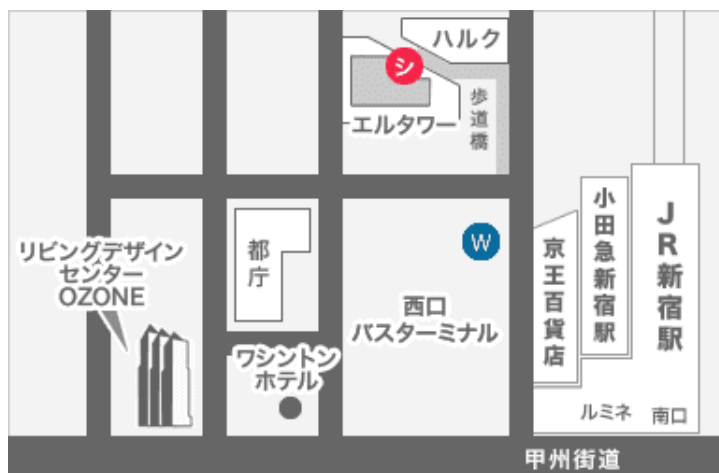 ハルク
シ
エルタワー
歩道橋
リビングデザイン
センター
OZONE
都庁
W
西口
バスターミナル
京王百貨店
小田急新宿駅
JR新宿駅
ワシントン
ホテル
ルミネ
南口
甲州街道